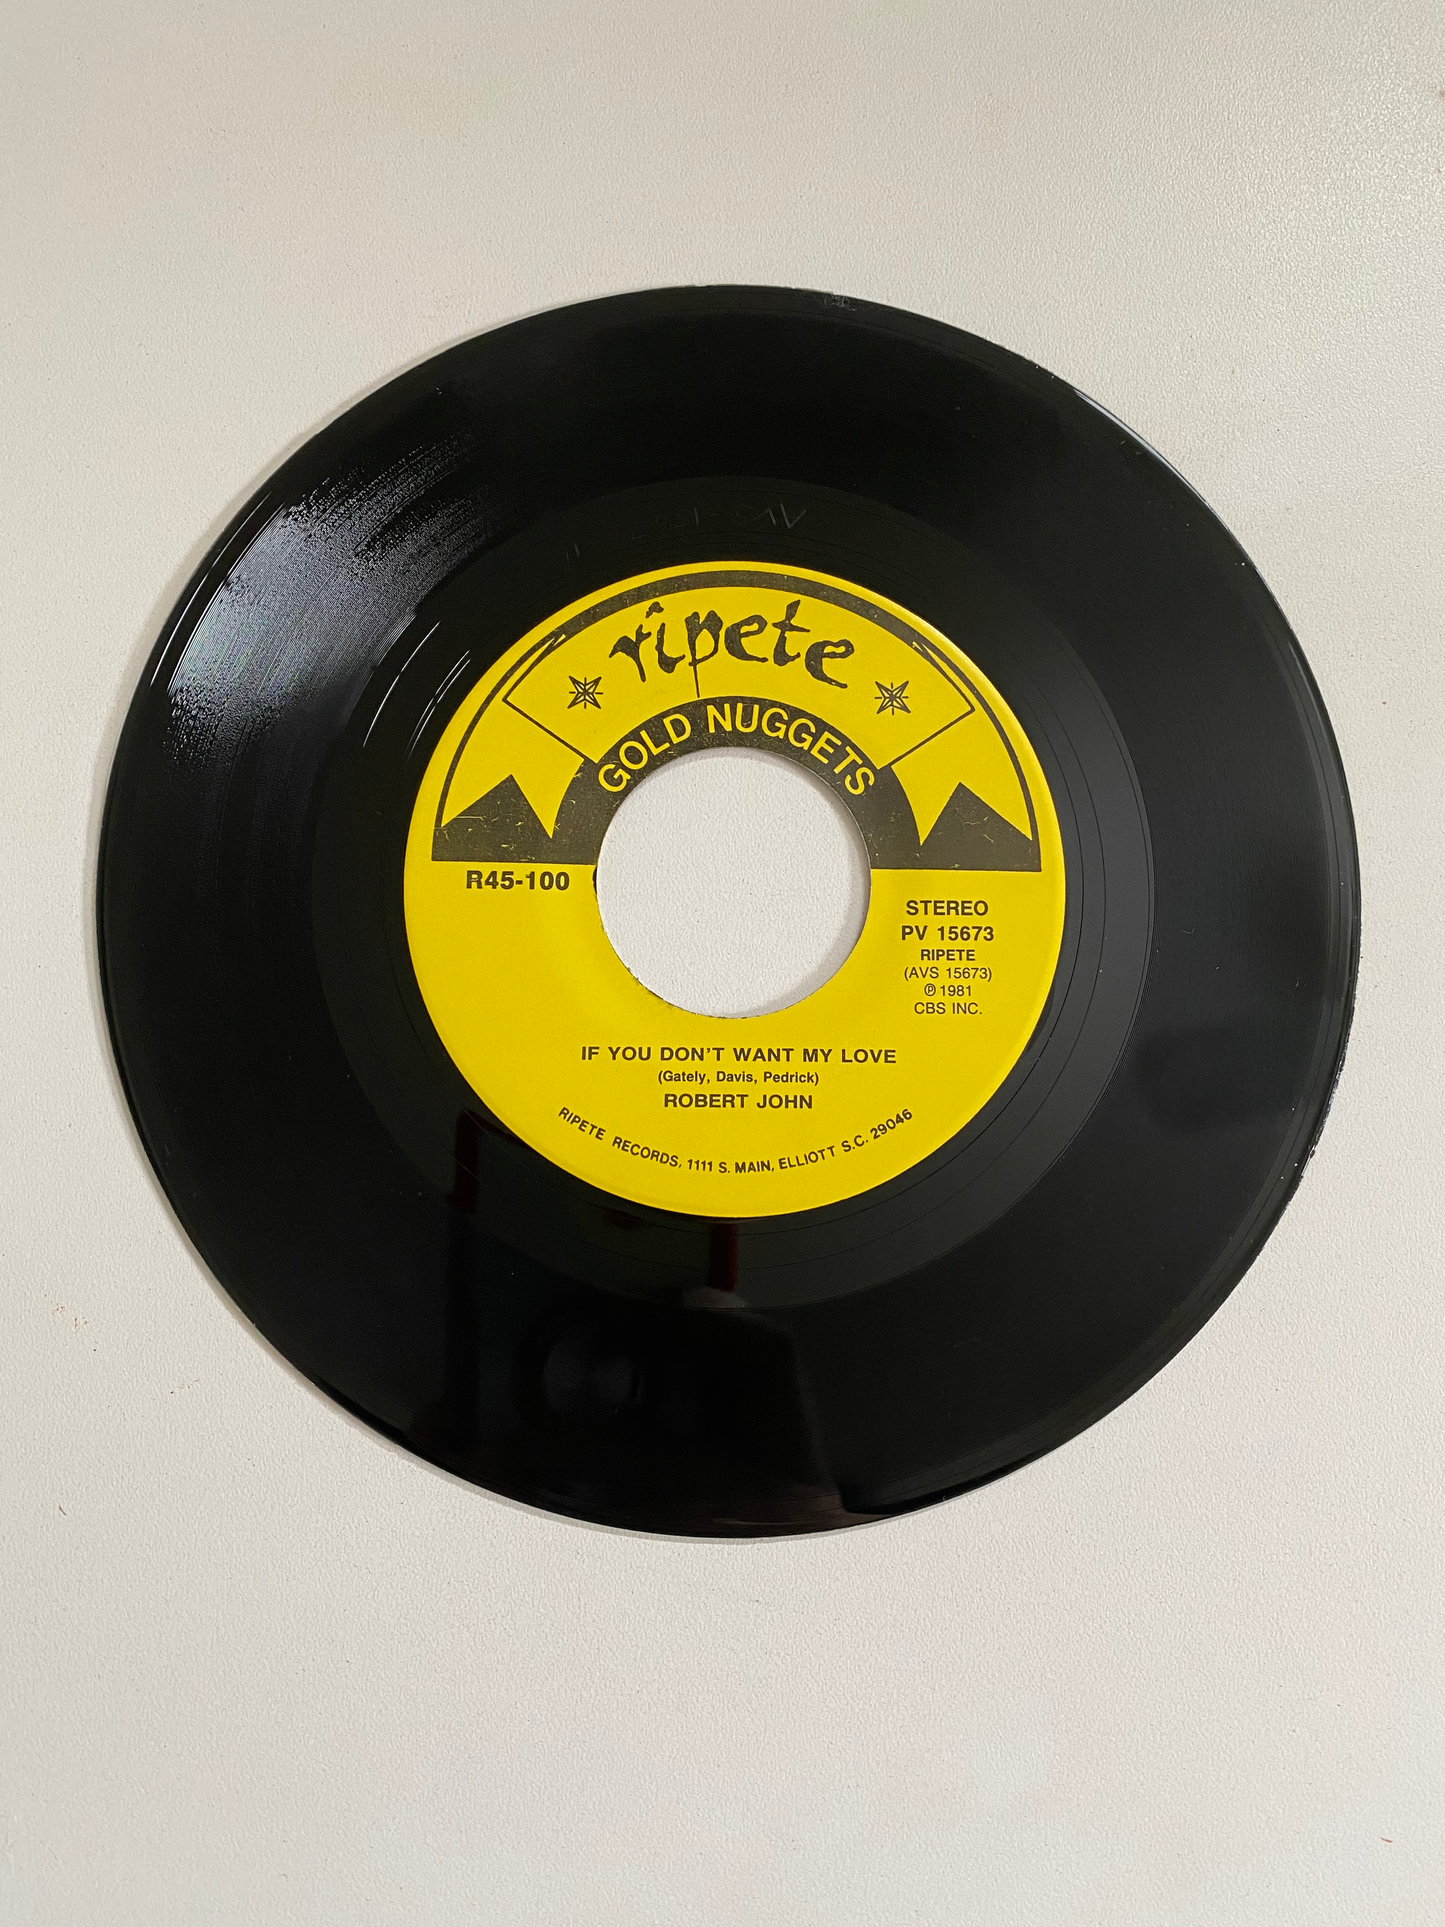 ripete
GOLD NUGGETS
R45-100
STEREO
PV 15673
RIPETE
(AVS 15673)
℗ 1981
CBS INC.
IF YOU DON'T WANT MY LOVE
(Gately, Davis, Pedrick)
ROBERT JOHN
RIPETE RECORDS, 1111 S. MAIN, ELLIOTT S.C. 29046